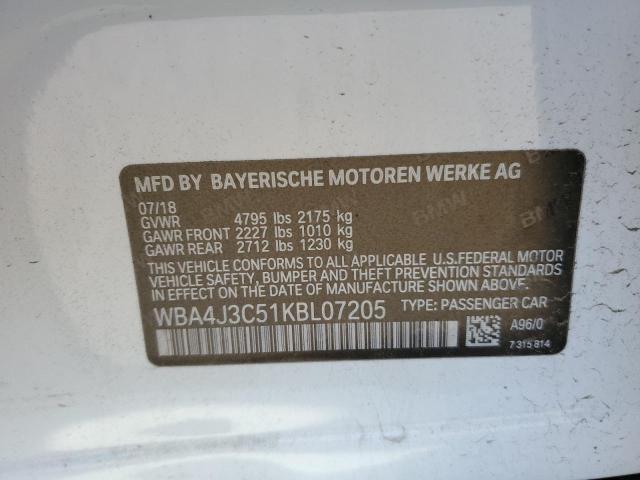 MFD BY BAYERISCHE MOTOREN WERKE AG
07/18
GVWR 4795 lbs 2175 kg
GAWR FRONT 2227 lbs 1010 kg
GAWR REAR 2712 lbs 1230 kg
THIS VEHICLE CONFORMS TO ALL APPLICABLE U.S.FEDERAL MOTOR
VEHICLE SAFETY, BUMPER AND THEFT PREVENTION STANDARDS IN
EFFECT ON THE DATE OF MANUFACTURE SHOWN ABOVE.
WBA4J3C51KBL07205 TYPE: PASSENGER CAR
A96/0
7 315 814